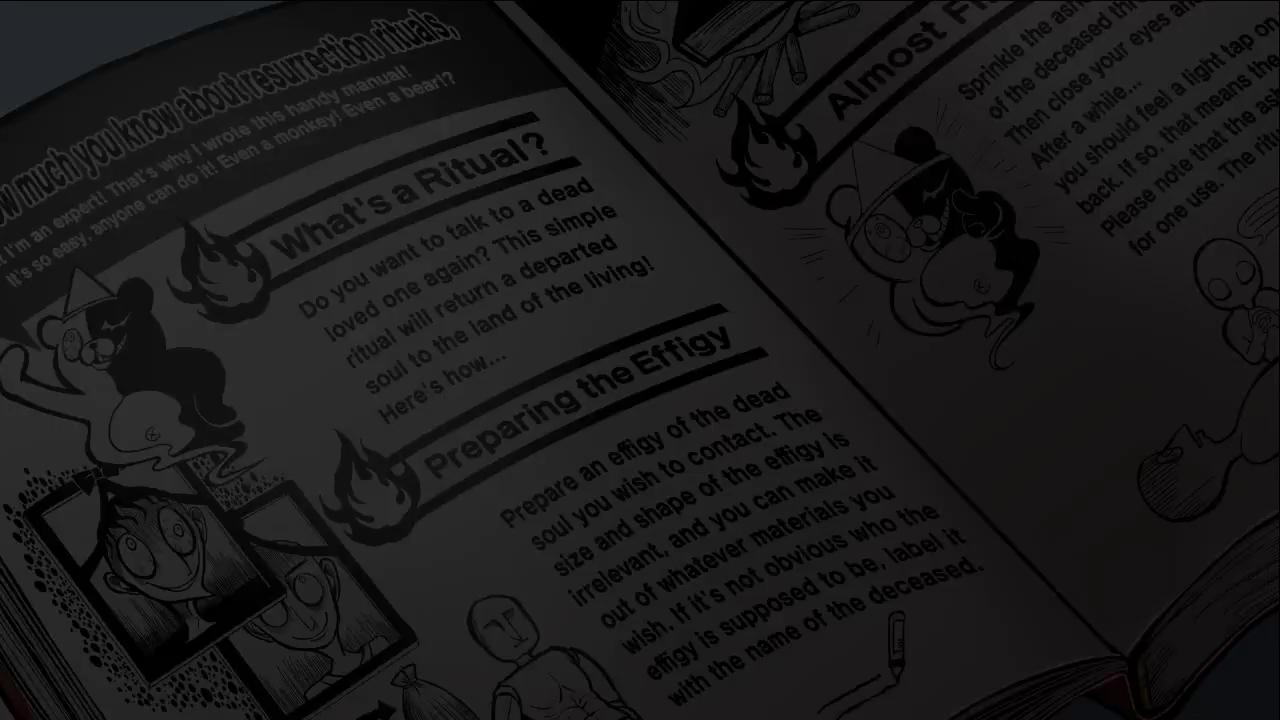 ow much you know about resurrection rituals,
I'm an expert! That's why I wrote this handy manual!
It's so easy, anyone can do it! Even a monkey! Even a bear!?
What's a Ritual?
Do you want to talk to a dead
loved one again? This simple
ritual will return a departed
soul to the land of the living!
Here's how...
Preparing the Effigy
Prepare an effigy of the dead
soul you wish to contact. The
size and shape of the effigy is
irrelevant, and you can make it
out of whatever materials you
wish. If it's not obvious who the
effigy is supposed to be, label it
with the name of the deceased.
Almost
Sprinkle the
of the deceased
Then close your eyes
After a while...
you should feel a light tap on
back. If so, that means the
Please note that the
for one use. The